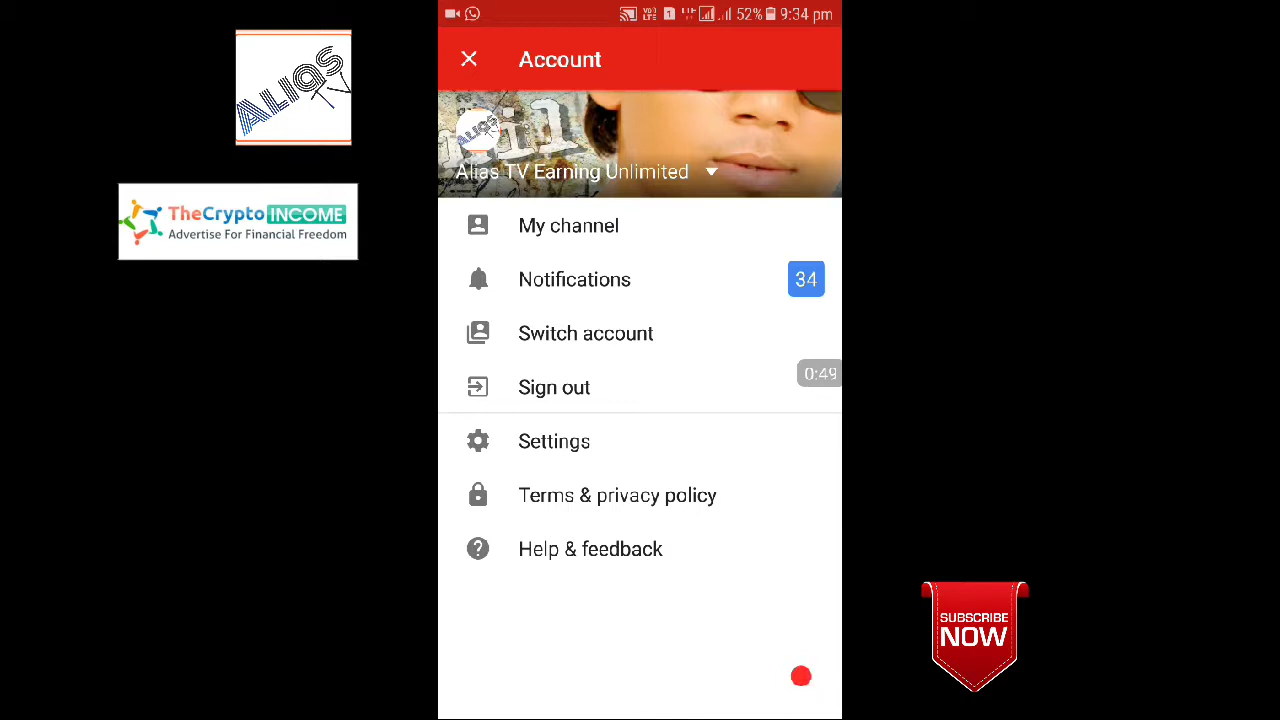 52% 9:34 pm
Account
ALIAS
TheCrypto INCOME
Advertise For Financial Freedom
ALIAS
Alias TV Earning Unlimited
My channel
Notifications 34
Switch account
0:49
Sign out
Settings
Terms & privacy policy
Help & feedback
SUBSCRIBE
NOW